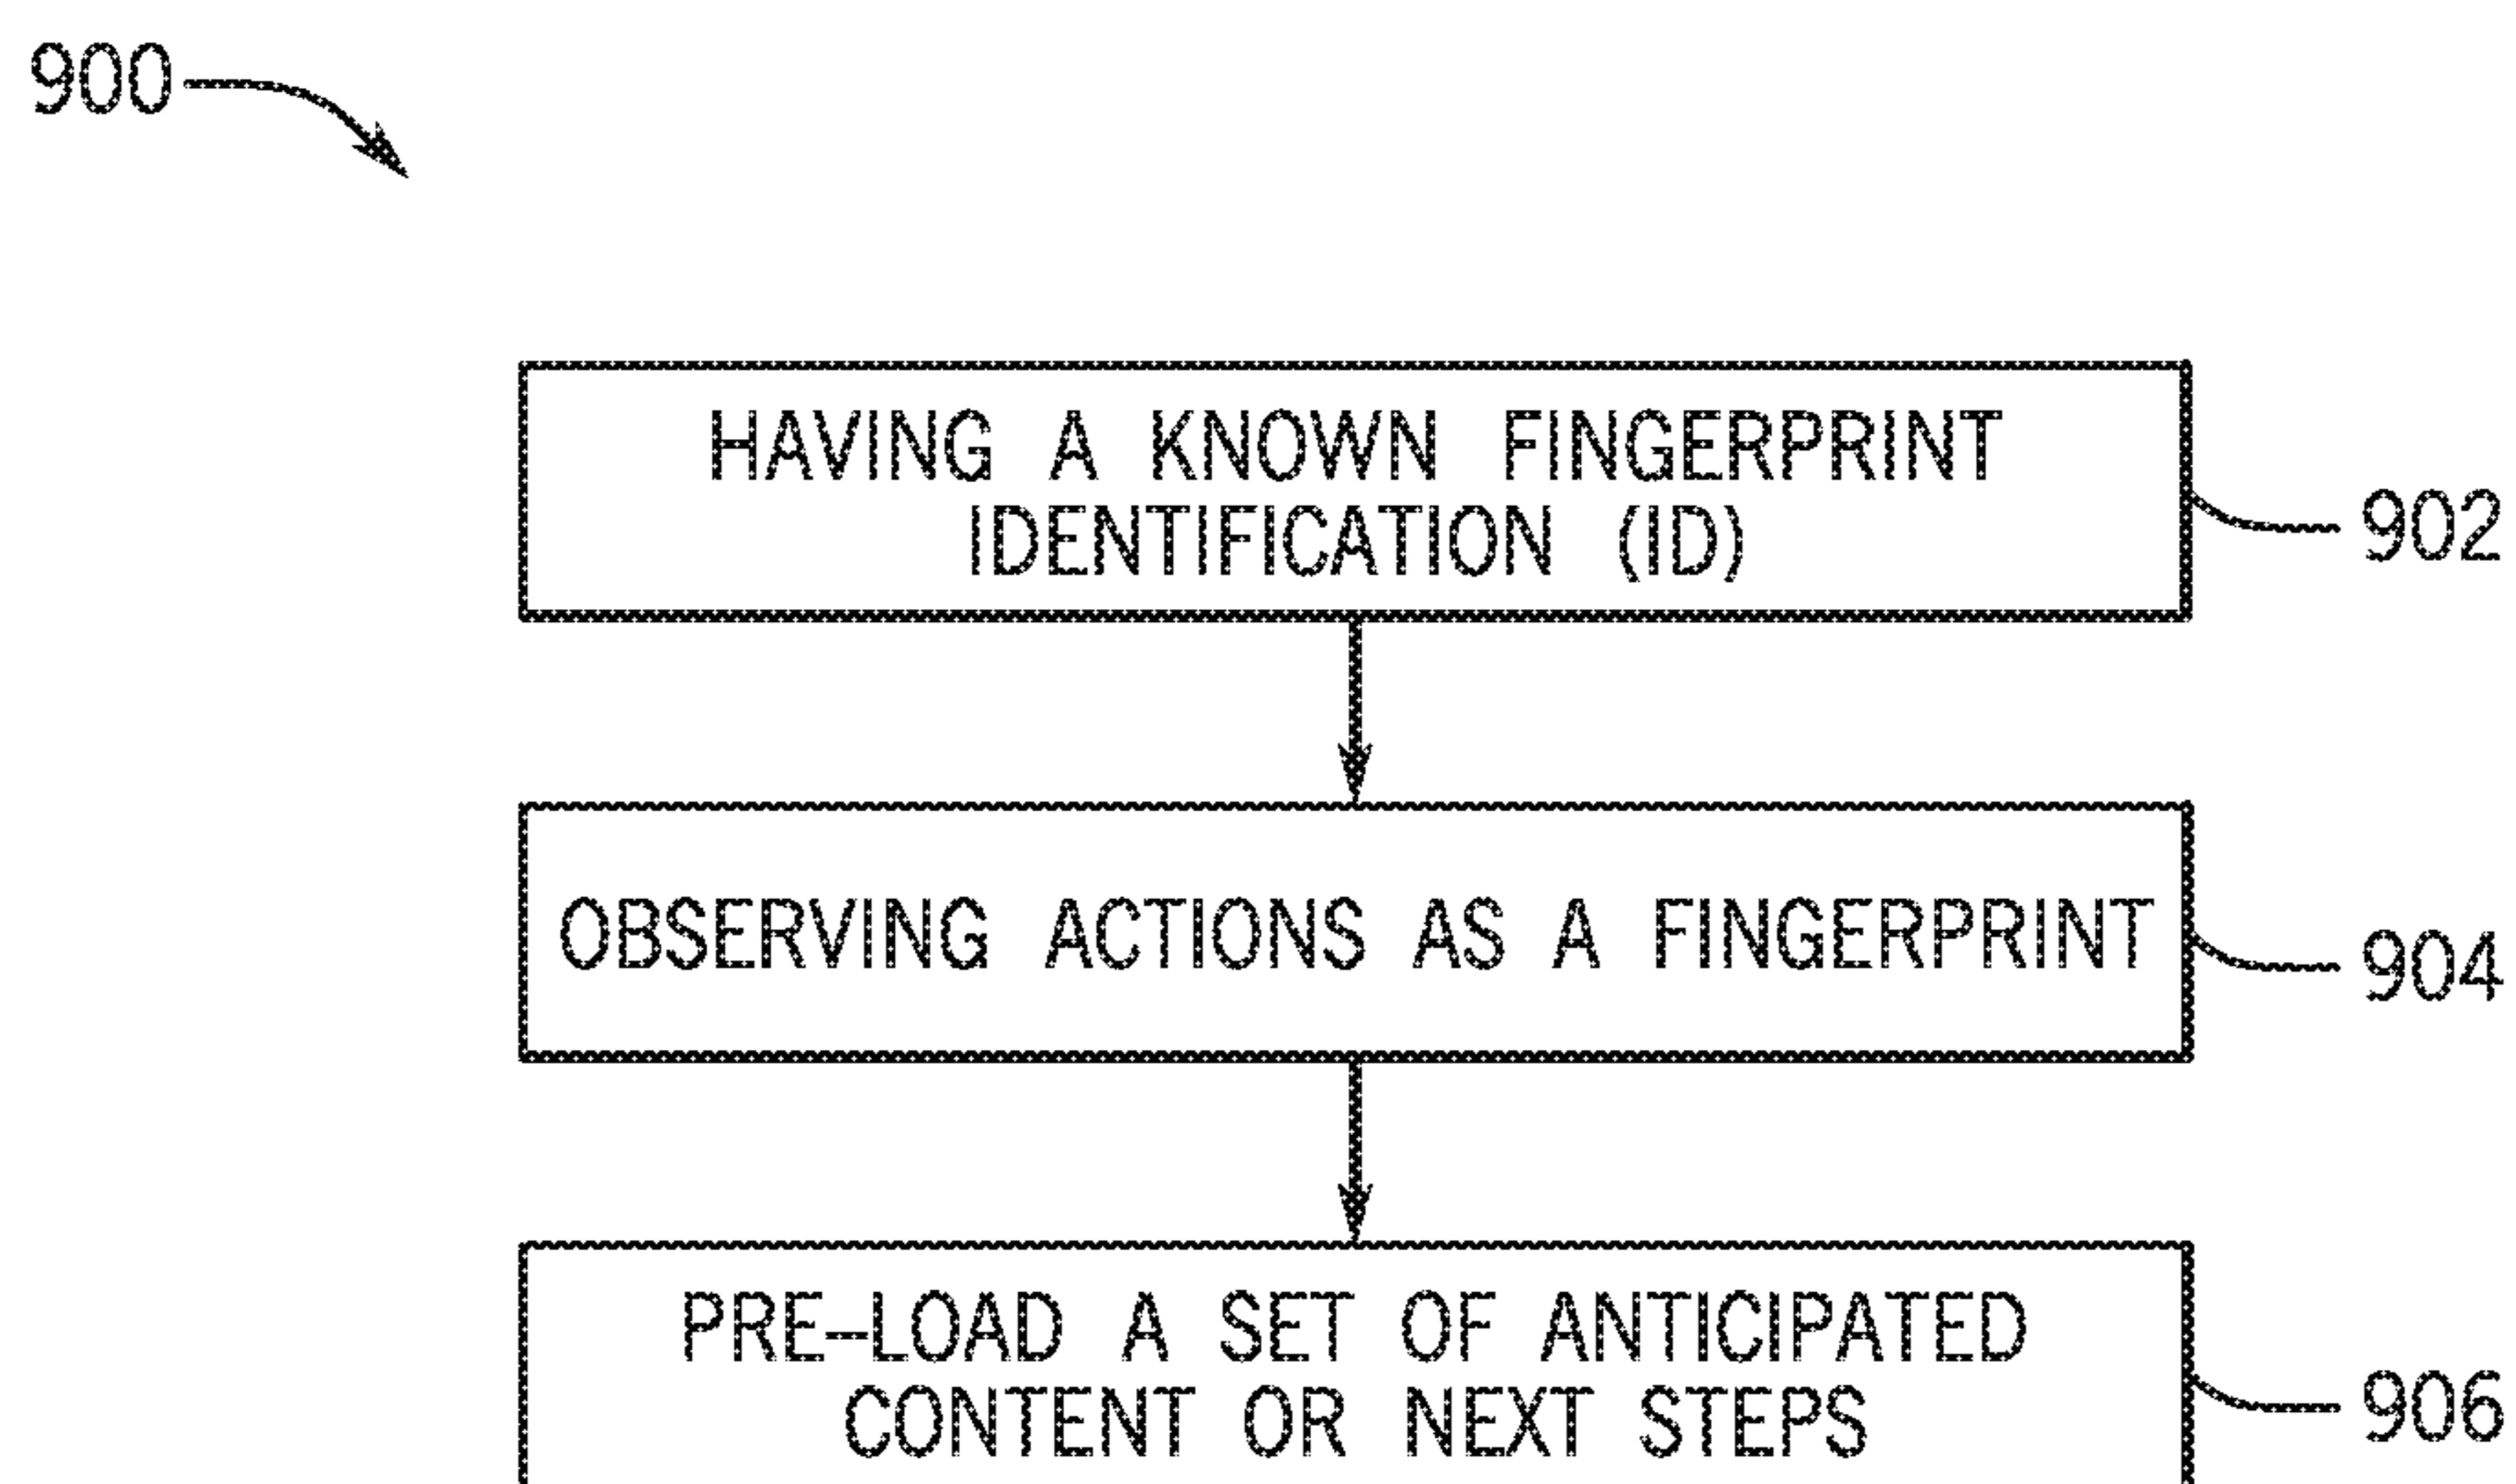 900
HAVING A KNOWN FINGERPRINT
IDENTIFICATION (ID)
902
OBSERVING ACTIONS AS A FINGERPRINT
904
PRE-LOAD A SET OF ANTICIPATED
CONTENT OR NEXT STEPS
906